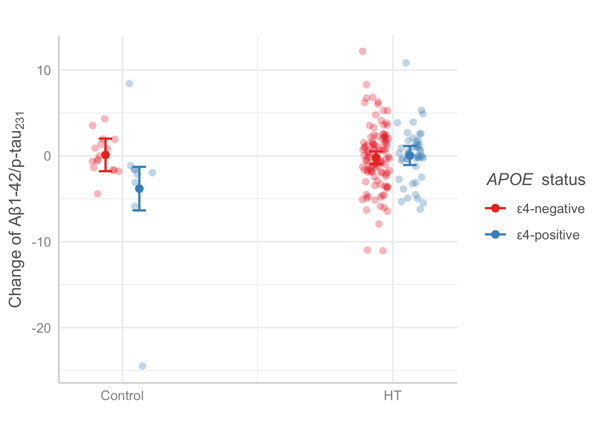 Change of Aβ1-42/p-tau231
10
0
-10
-20
Control
HT
APOE status
ε4-negative
ε4-positive